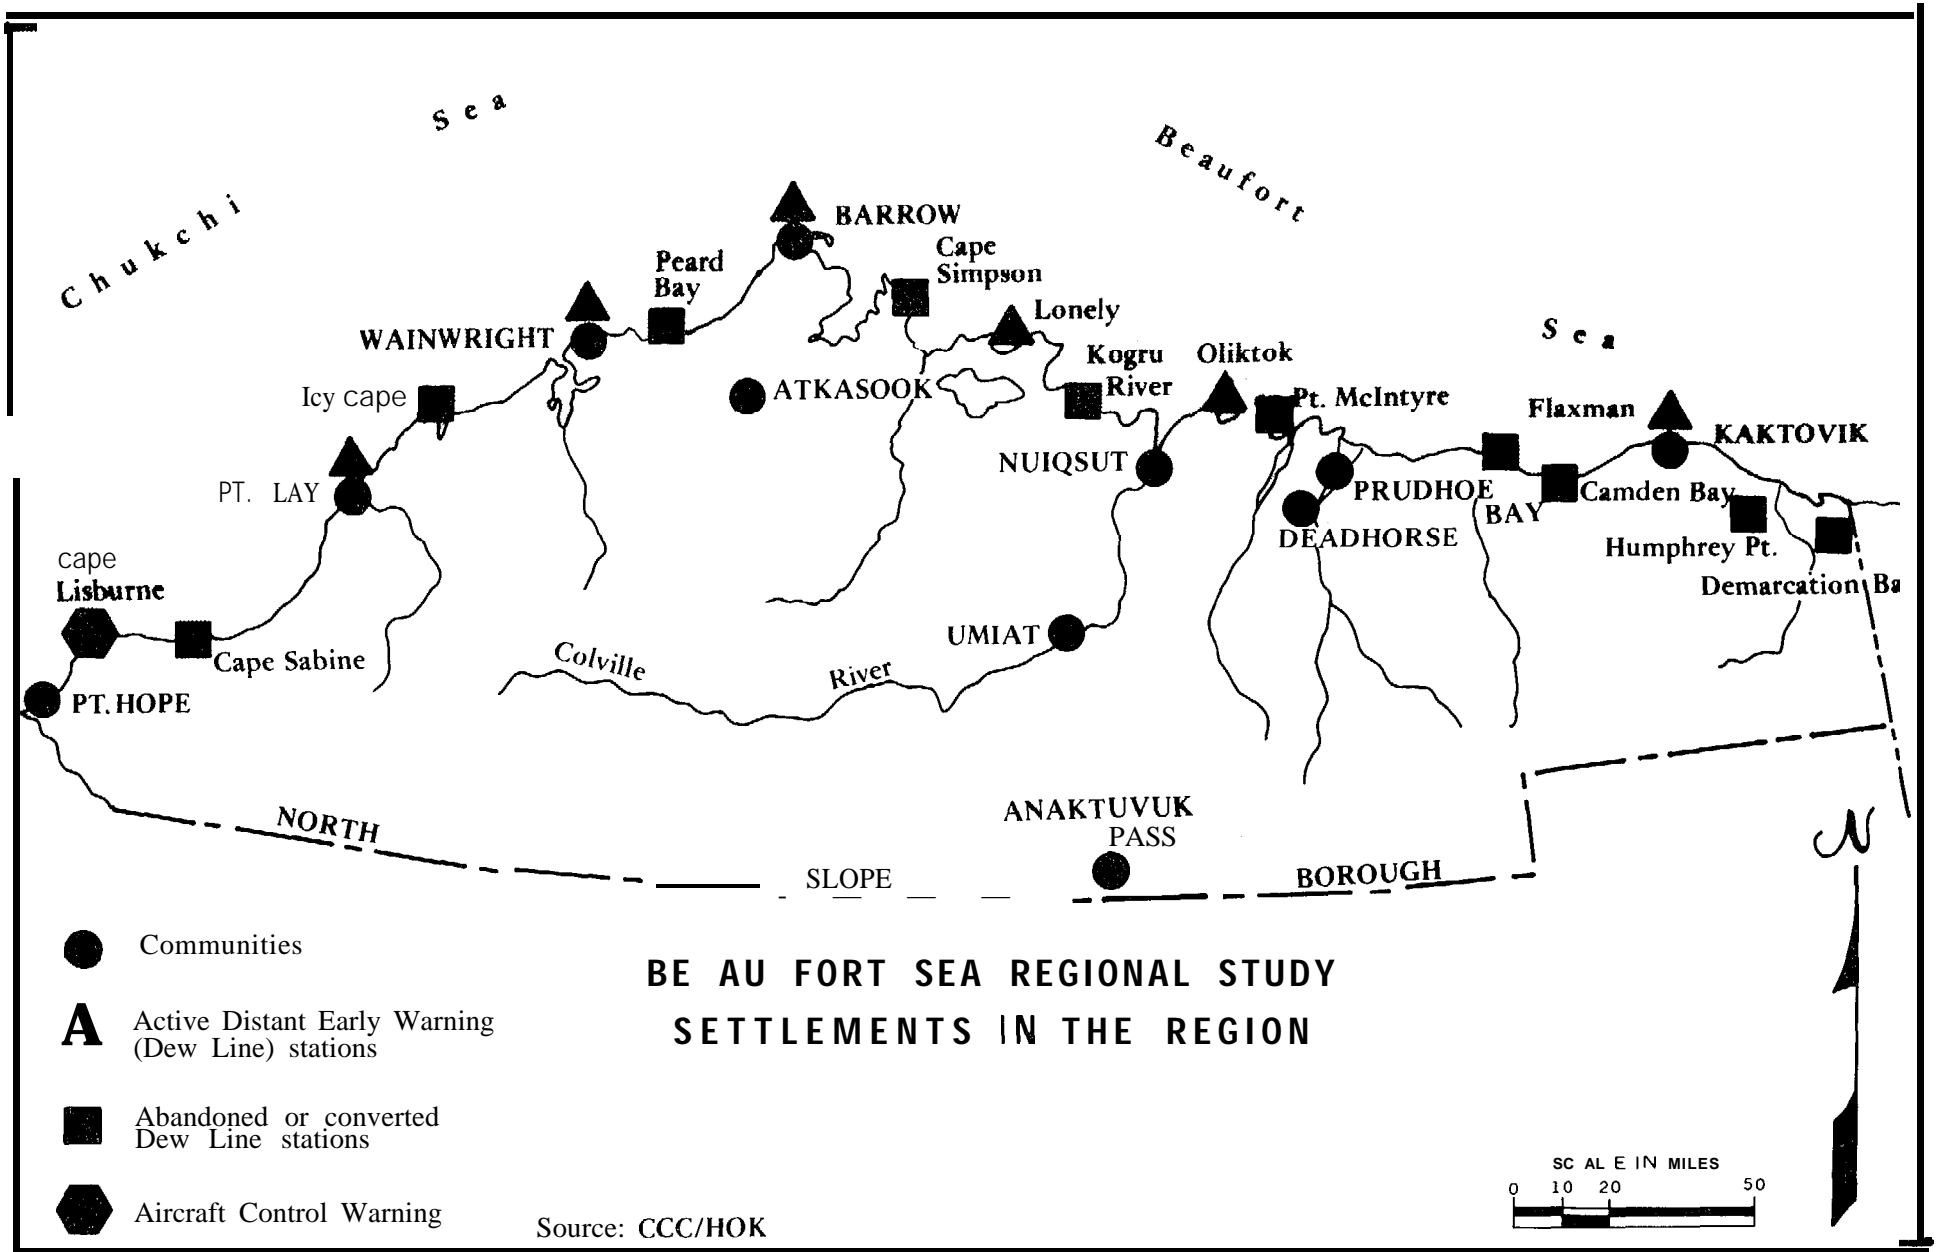 Chukchi Sea
Beaufort Sea
BARROW
Cape
Simpson
Peard
Bay
Lonely
WAINWRIGHT
Kogru
River
Oliktok
Icy cape
ATKASOOK
Pt. McIntyre
Flaxman
KAKTOVIK
PT. LAY
NUIQSUT
PRUDHOE
BAY
Camden Bay
DEADHORSE
Humphrey Pt.
Demarcation Ba
cape
Lisburne
Cape Sabine
UMIAT
Colville River
PT. HOPE
ANAKTUVUK
PASS
NORTH SLOPE BOROUGH
N
Communities
A Active Distant Early Warning
(Dew Line) stations
Abandoned or converted
Dew Line stations
Aircraft Control Warning
BE AU FORT SEA REGIONAL STUDY
SETTLEMENTS IN THE REGION
Source: CCC/HOK
SC AL E IN MILES
0 10 20 50